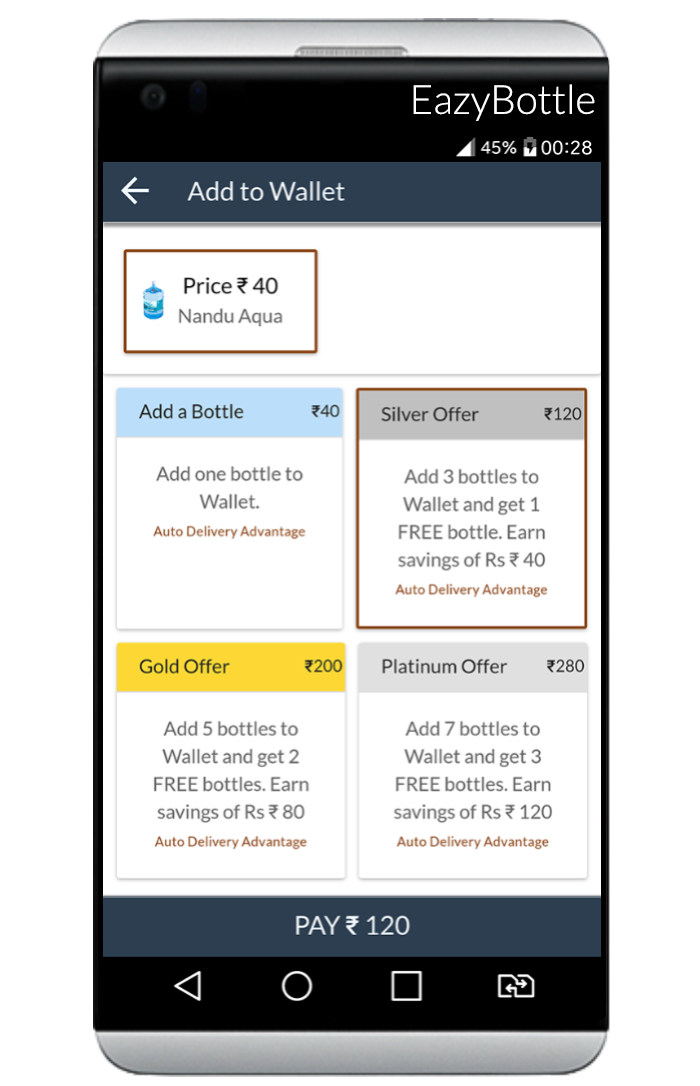 EazyBottle
45% 00:28
Add to Wallet
Price ₹ 40
Nandu Aqua
Add a Bottle ₹40
Add one bottle to
Wallet.
Auto Delivery Advantage
Silver Offer ₹120
Add 3 bottles to
Wallet and get 1
FREE bottle. Earn
savings of Rs ₹ 40
Auto Delivery Advantage
Gold Offer ₹200
Add 5 bottles to
Wallet and get 2
FREE bottles. Earn
savings of Rs ₹ 80
Auto Delivery Advantage
Platinum Offer ₹280
Add 7 bottles to
Wallet and get 3
FREE bottles. Earn
savings of Rs ₹ 120
Auto Delivery Advantage
PAY ₹ 120